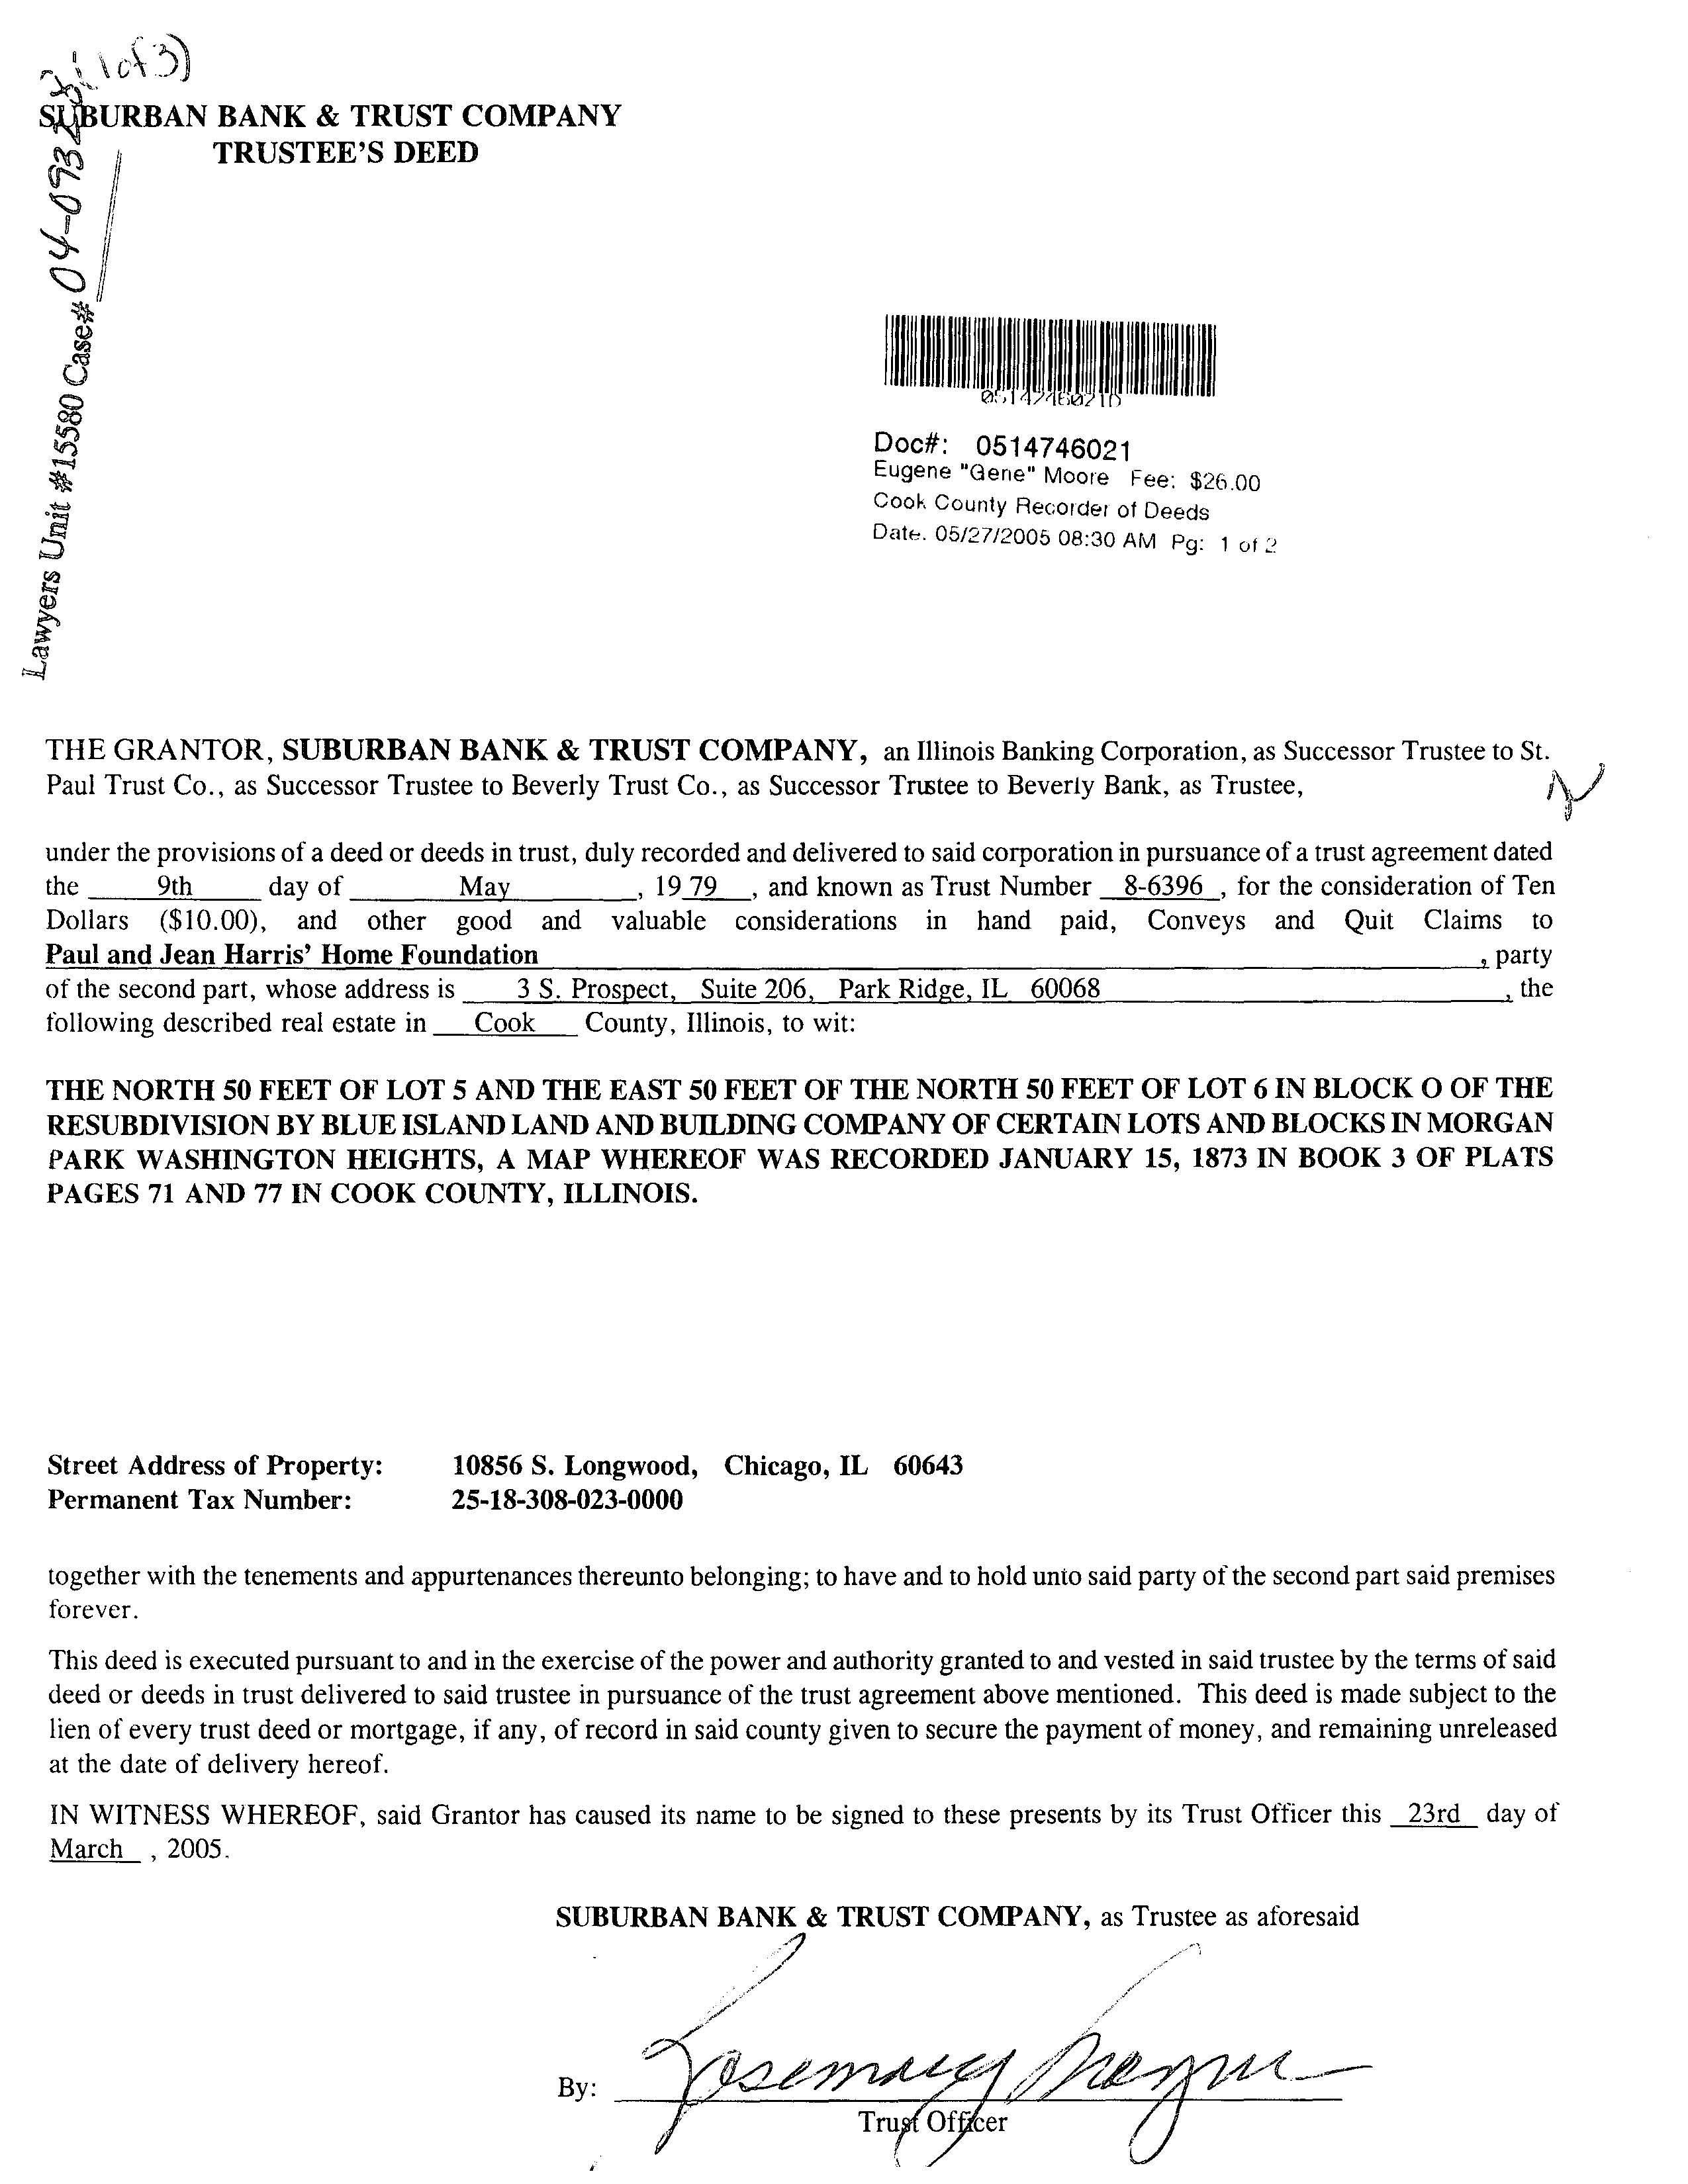 (1 of 3)
SUBURBAN BANK & TRUST COMPANY
TRUSTEE'S DEED
Lawyers Unit #15580 Case# 04-0932
0514746021D
Doc#: 0514746021
Eugene "Gene" Moore Fee: $26.00
Cook County Recorder of Deeds
Date. 05/27/2005 08:30 AM Pg: 1 of 2
THE GRANTOR, SUBURBAN BANK & TRUST COMPANY, an Illinois Banking Corporation, as Successor Trustee to St.
Paul Trust Co., as Successor Trustee to Beverly Trust Co., as Successor Trustee to Beverly Bank, as Trustee,
under the provisions of a deed or deeds in trust, duly recorded and delivered to said corporation in pursuance of a trust agreement dated
the 9th day of May, 19 79, and known as Trust Number 8-6396, for the consideration of Ten
Dollars ($10.00), and other good and valuable considerations in hand paid, Conveys and Quit Claims to
Paul and Jean Harris' Home Foundation, party
of the second part, whose address is 3 S. Prospect, Suite 206, Park Ridge, IL 60068, the
following described real estate in Cook County, Illinois, to wit:
THE NORTH 50 FEET OF LOT 5 AND THE EAST 50 FEET OF THE NORTH 50 FEET OF LOT 6 IN BLOCK O OF THE
RESUBDIVISION BY BLUE ISLAND LAND AND BUILDING COMPANY OF CERTAIN LOTS AND BLOCKS IN MORGAN
PARK WASHINGTON HEIGHTS, A MAP WHEREOF WAS RECORDED JANUARY 15, 1873 IN BOOK 3 OF PLATS
PAGES 71 AND 77 IN COOK COUNTY, ILLINOIS.
Street Address of Property: 10856 S. Longwood, Chicago, IL 60643
Permanent Tax Number: 25-18-308-023-0000
together with the tenements and appurtenances thereunto belonging; to have and to hold unto said party of the second part said premises
forever.
This deed is executed pursuant to and in the exercise of the power and authority granted to and vested in said trustee by the terms of said
deed or deeds in trust delivered to said trustee in pursuance of the trust agreement above mentioned. This deed is made subject to the
lien of every trust deed or mortgage, if any, of record in said county given to secure the payment of money, and remaining unreleased
at the date of delivery hereof.
IN WITNESS WHEREOF, said Grantor has caused its name to be signed to these presents by its Trust Officer this 23rd day of
March, 2005.
SUBURBAN BANK & TRUST COMPANY, as Trustee as aforesaid
By: Rosemary
Trust Officer